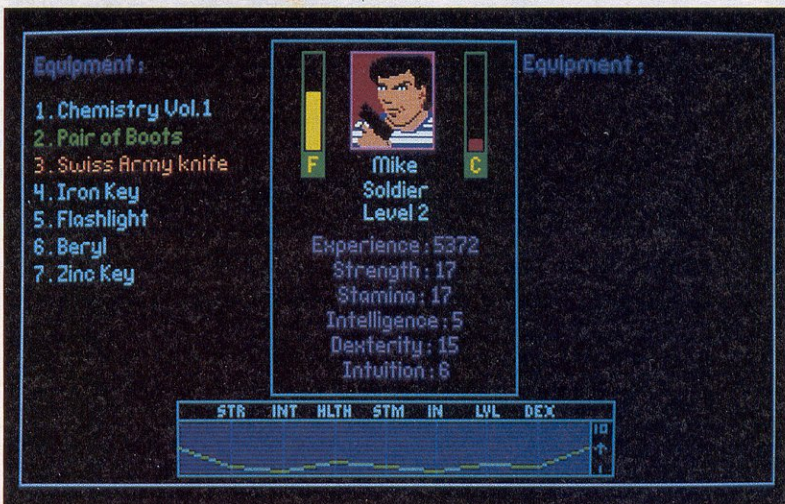 Equipment :
1. Chemistry Vol.1
2. Pair of Boots
3. Swiss Army knife
4. Iron Key
5. Flashlight
6. Beryl
7. Zinc Key
F
C
Mike
Soldier
Level 2
Experience : 5372
Strength : 17
Stamina : 17
Intelligence : 5
Dexterity : 15
Intuition : 6
Equipment :
STR INT HLTH STM IN LVL DEX
10
1